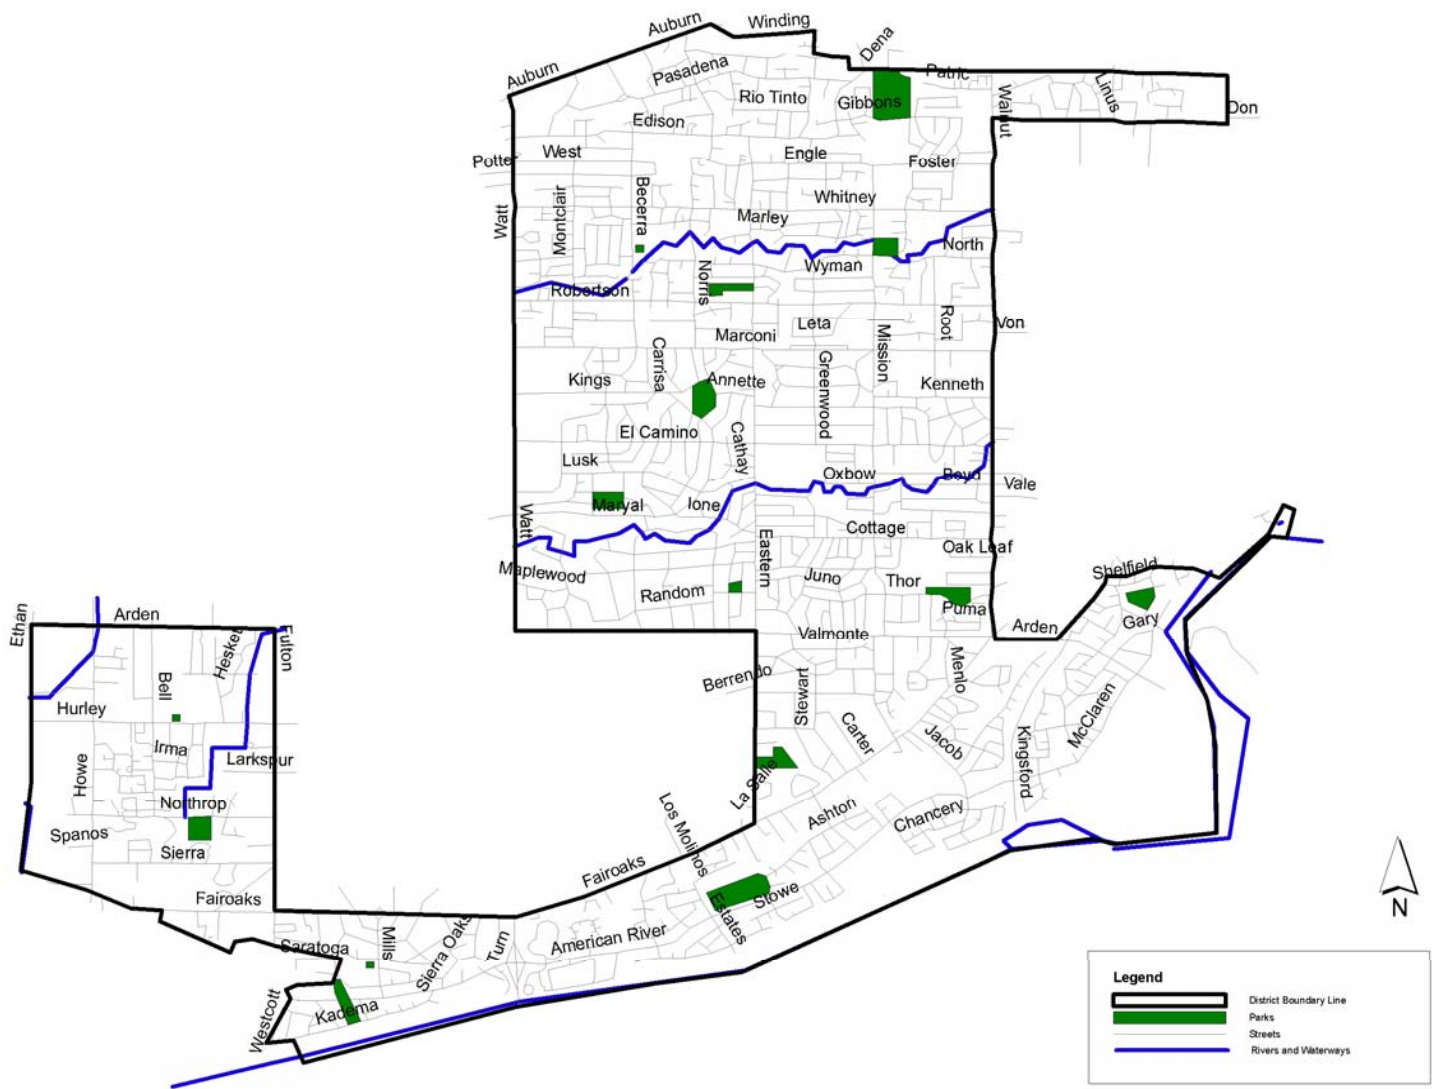 Auburn
Winding
Dena
Auburn
Pasadena
Patric
Rio Tinto
Gibbons
Walnut
Linus
Don
Edison
Potter
West
Engle
Foster
Becerra
Whitney
Watt
Montclair
Marley
North
Wyman
Robertson
Norris
Root
Von
Leta
Marconi
Mission
Carrisa
Greenwood
Kings
Annette
Kenneth
El Camino
Cathay
Lusk
Oxbow
Boyd
Vale
Maryal
Ione
Watt
Cottage
Eastern
Oak Leaf
Maplewood
Juno
Thor
Shelfield
Random
Puma
Gary
Ethan
Arden
Hesket
Fulton
Valmonte
Arden
Berrendo
Stewart
Menlo
Bell
Hurley
Carter
Jacob
McClaren
Irma
Larkspur
Howe
Kingsford
La Salle
Northrop
Los Molinos
Ashton
Chancery
Spanos
Sierra
Fairoaks
Fairoaks
Stowe
Estates
N
Saratoga
Mills
Sierra Oaks
Turn
American River
Westcott
Kadema
Legend
District Boundary Line
Parks
Streets
Rivers and Waterways